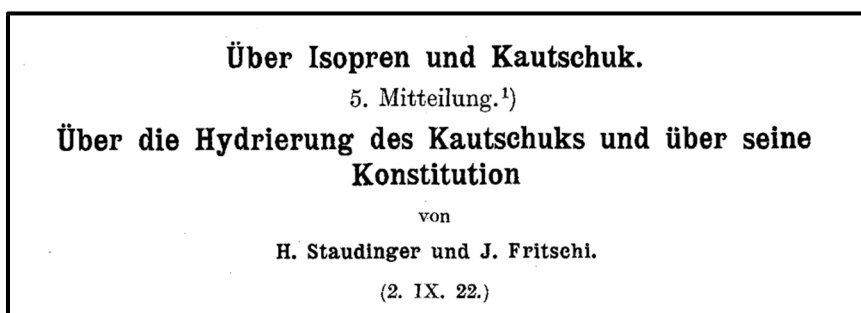 Über Isopren und Kautschuk.
5. Mitteilung.¹)
Über die Hydrierung des Kautschuks und über seine
Konstitution
von
H. Staudinger und J. Fritschi.
(2. IX. 22.)